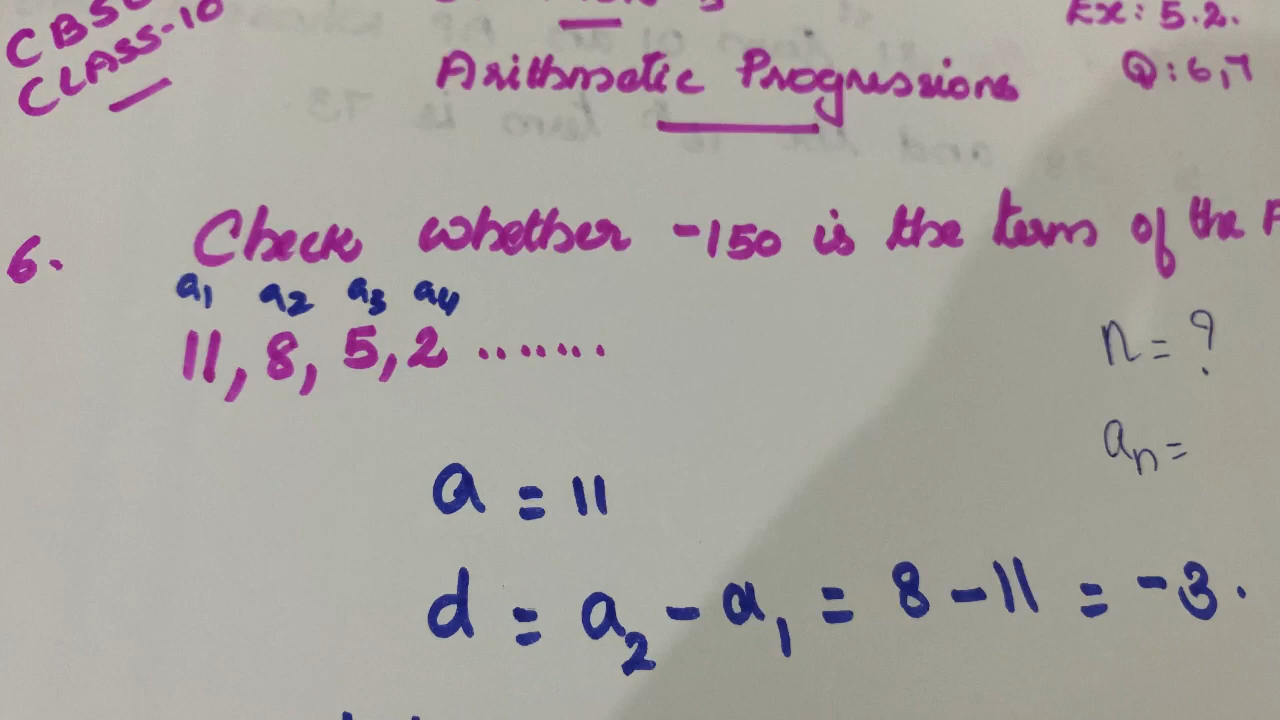 CLASS-10
Ex: 5.2.
Arithmetic Progressions
Q: 6,7
6. Check whether -150 is the term of the
a1 a2 a3 a4
11, 8, 5, 2 .......
n = ?
an =
a = 11
d = a2 - a1 = 8 - 11 = -3.